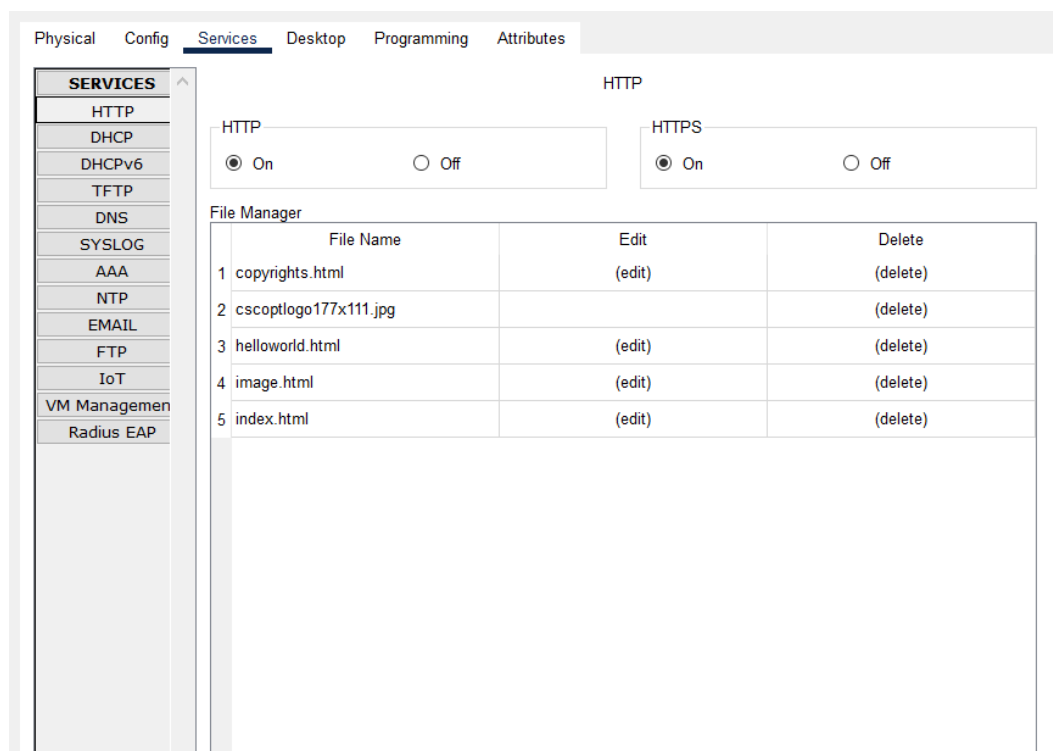 Physical Config Services Desktop Programming Attributes
SERVICES
HTTP
DHCP
DHCPv6
TFTP
DNS
SYSLOG
AAA
NTP
EMAIL
FTP
IoT
VM Managemen
Radius EAP
HTTP
HTTP
On Off
HTTPS
On Off
File Manager
File Name Edit Delete
1 copyrights.html (edit) (delete)
2 cscoptlogo177x111.jpg (delete)
3 helloworld.html (edit) (delete)
4 image.html (edit) (delete)
5 index.html (edit) (delete)